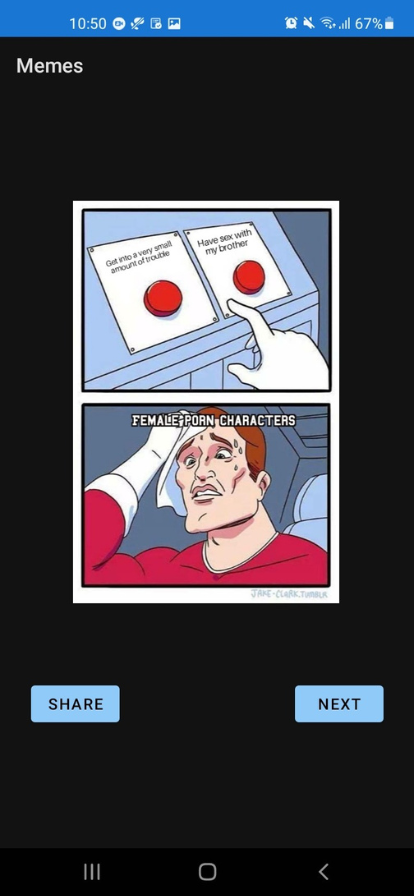 10:50
67%
Memes
Get into a very small
amount of trouble
Have sex with
my brother
FEMALE PORN CHARACTERS
JAKE-CLARK.TUMBLR
SHARE
NEXT